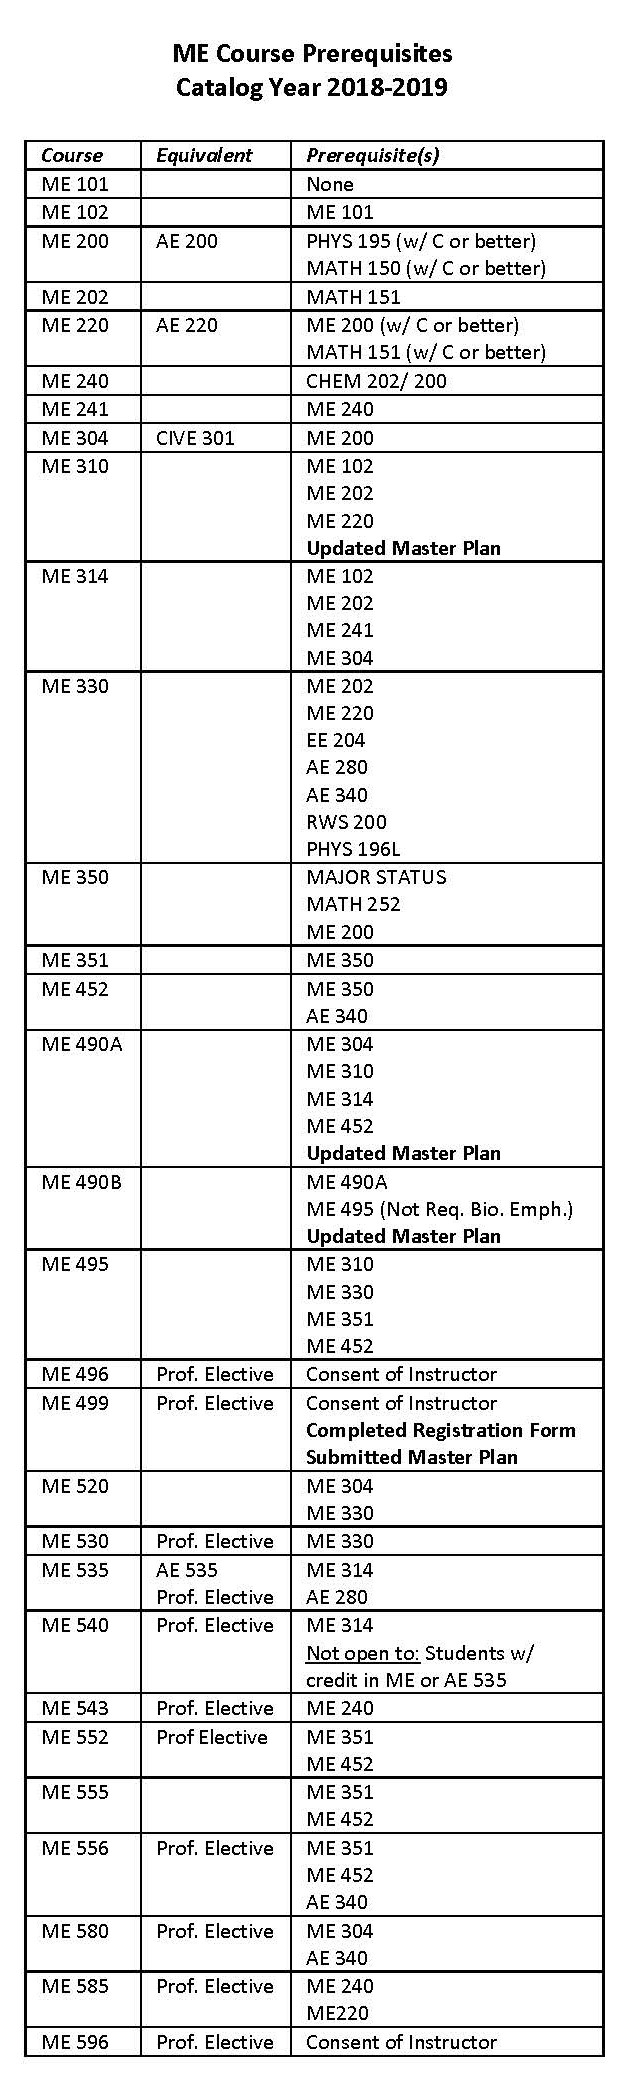 ME Course Prerequisites
Catalog Year 2018-2019
Course Equivalent Prerequisite(s)
ME 101 None
ME 102 ME 101
ME 200 AE 200 PHYS 195 (w/ C or better)
MATH 150 (w/ C or better)
ME 202 MATH 151
ME 220 AE 220 ME 200 (w/ C or better)
MATH 151 (w/ C or better)
ME 240 CHEM 202/ 200
ME 241 ME 240
ME 304 CIVE 301 ME 200
ME 310 ME 102
ME 202
ME 220
Updated Master Plan
ME 314 ME 102
ME 202
ME 241
ME 304
ME 330 ME 202
ME 220
EE 204
AE 280
AE 340
RWS 200
PHYS 196L
ME 350 MAJOR STATUS
MATH 252
ME 200
ME 351 ME 350
ME 452 ME 350
AE 340
ME 490A ME 304
ME 310
ME 314
ME 452
Updated Master Plan
ME 490B ME 490A
ME 495 (Not Req. Bio. Emph.)
Updated Master Plan
ME 495 ME 310
ME 330
ME 351
ME 452
ME 496 Prof. Elective Consent of Instructor
ME 499 Prof. Elective Consent of Instructor
Completed Registration Form
Submitted Master Plan
ME 520 ME 304
ME 330
ME 530 Prof. Elective ME 330
ME 535 AE 535 ME 314
Prof. Elective AE 280
ME 540 Prof. Elective ME 314
Not open to: Students w/
credit in ME or AE 535
ME 543 Prof. Elective ME 240
ME 552 Prof Elective ME 351
ME 452
ME 555 ME 351
ME 452
ME 556 Prof. Elective ME 351
ME 452
AE 340
ME 580 Prof. Elective ME 304
AE 340
ME 585 Prof. Elective ME 240
ME220
ME 596 Prof. Elective Consent of Instructor